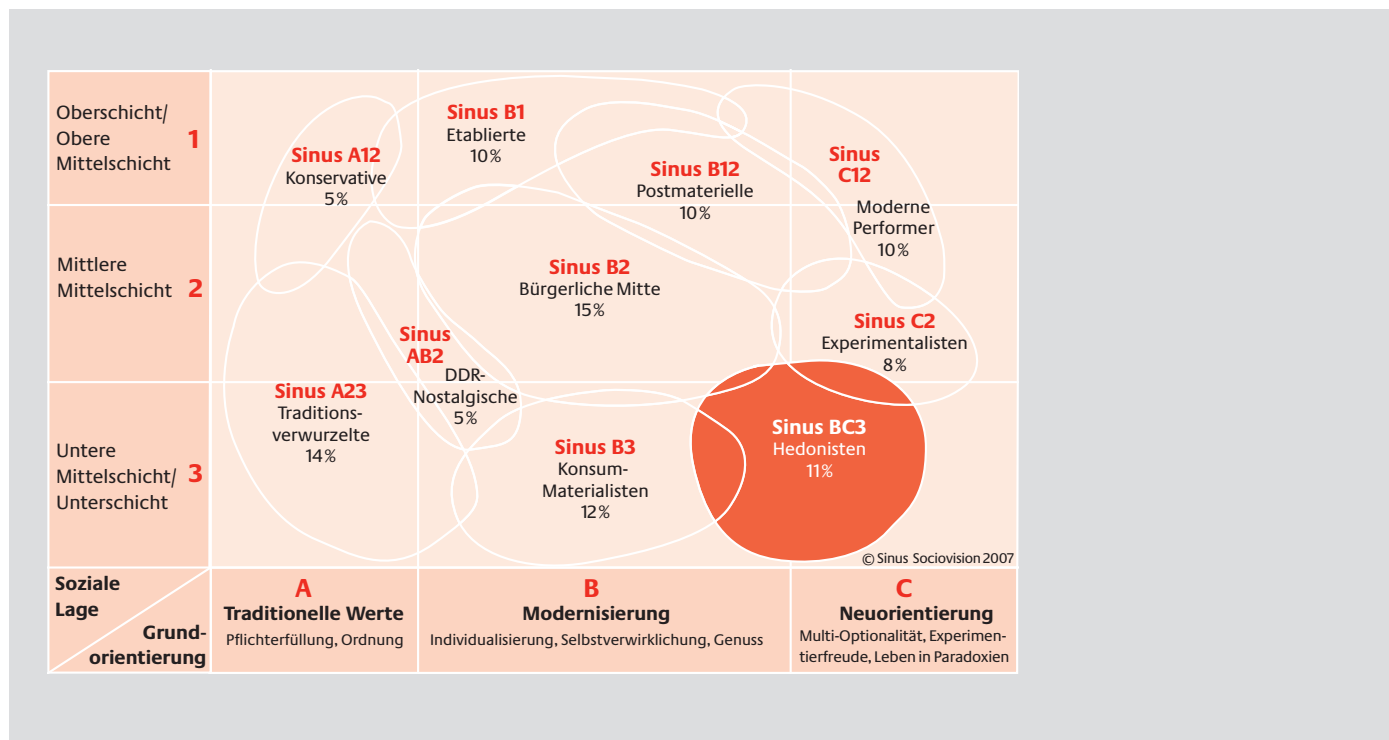 Oberschicht/
Obere
Mittelschicht
1
Sinus A12
Konservative
5%
Sinus B1
Etablierte
10%
Sinus B12
Postmaterielle
10%
Sinus
C12
Moderne
Performer
10%
Mittlere
Mittelschicht
2
Sinus
AB2
DDR-
Nostalgische
5%
Sinus B2
Bürgerliche Mitte
15%
Sinus C2
Experimentalisten
8%
Untere
Mittelschicht/
Unterschicht
3
Sinus A23
Traditions-
verwurzelte
14%
Sinus B3
Konsum-
Materialisten
12%
Sinus BC3
Hedonisten
11%
© Sinus Sociovision 2007
Soziale
Lage
Grund-
orientierung
A
Traditionelle Werte
Pflichterfüllung, Ordnung
B
Modernisierung
Individualisierung, Selbstverwirklichung, Genuss
C
Neuorientierung
Multi-Optionalität, Experimen-
tierfreude, Leben in Paradoxien